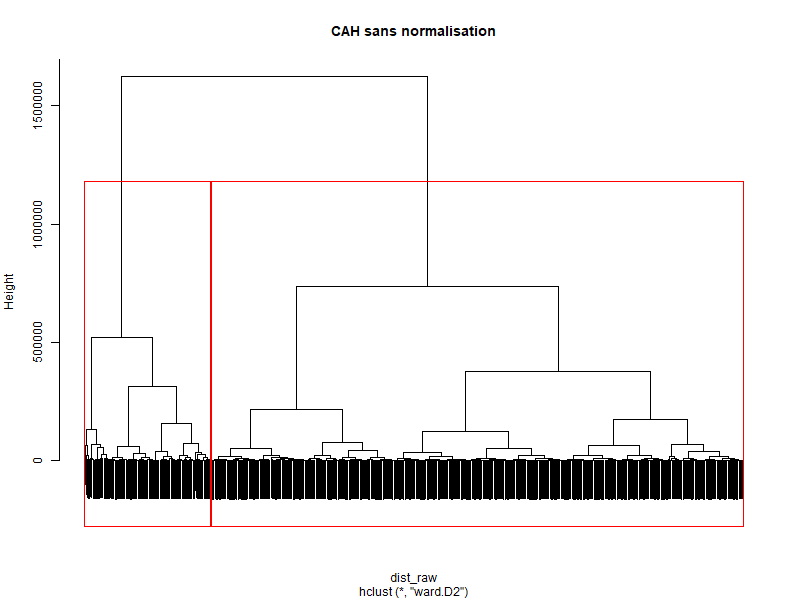 CAH sans normalisation
1500000
1000000
500000
0
Height
dist_raw
hclust (*, "ward.D2")